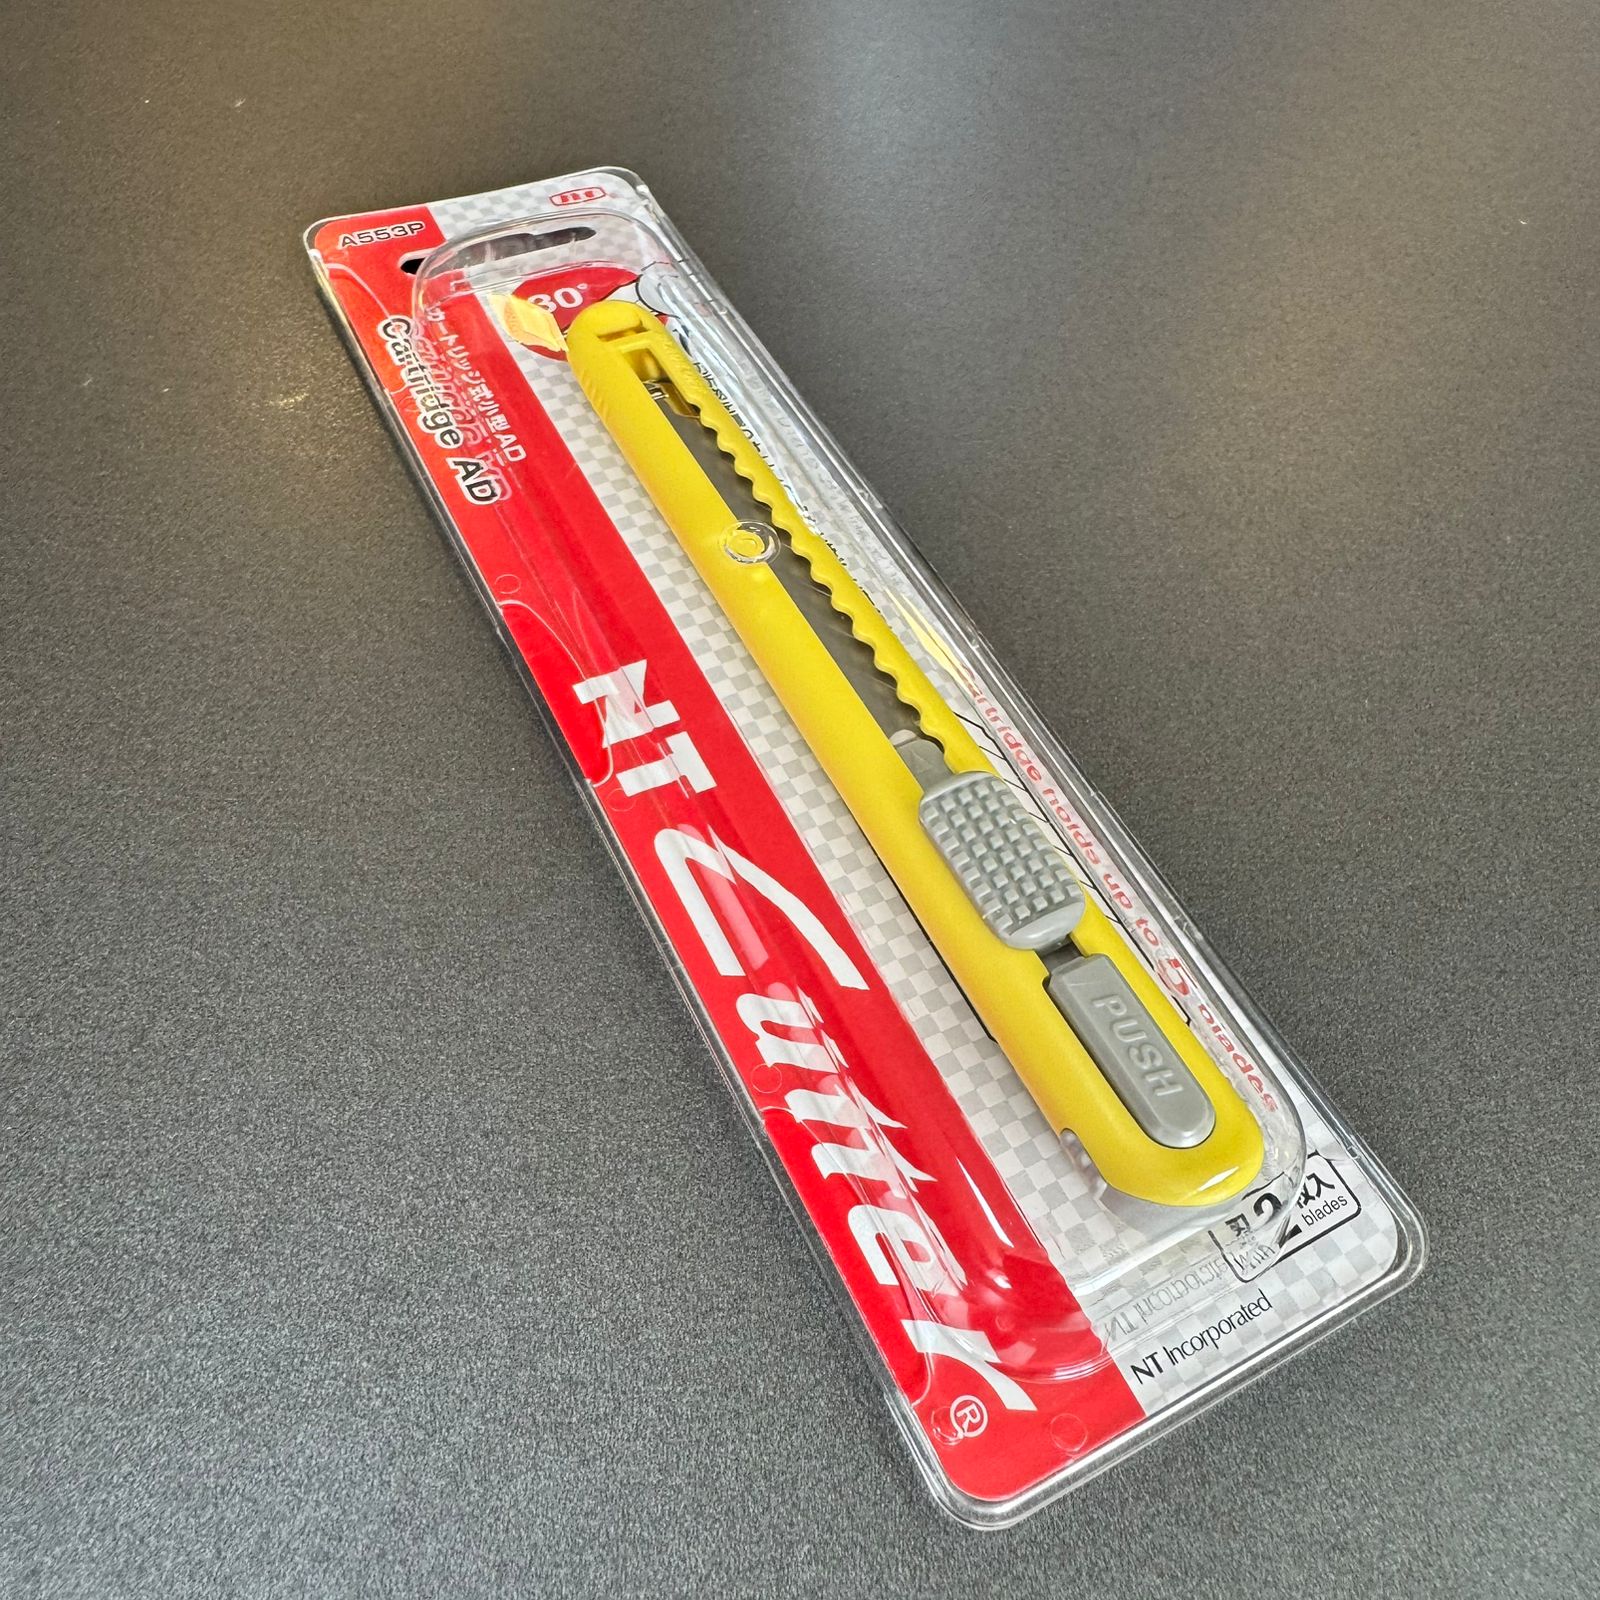 A553P
NT
30°
カートリッジ式小型AD
Cartridge AD
NT Cutter®
Cartridge holds up to 5 blades
PUSH
刃2枚入
with 2 blades
NT Incorporated